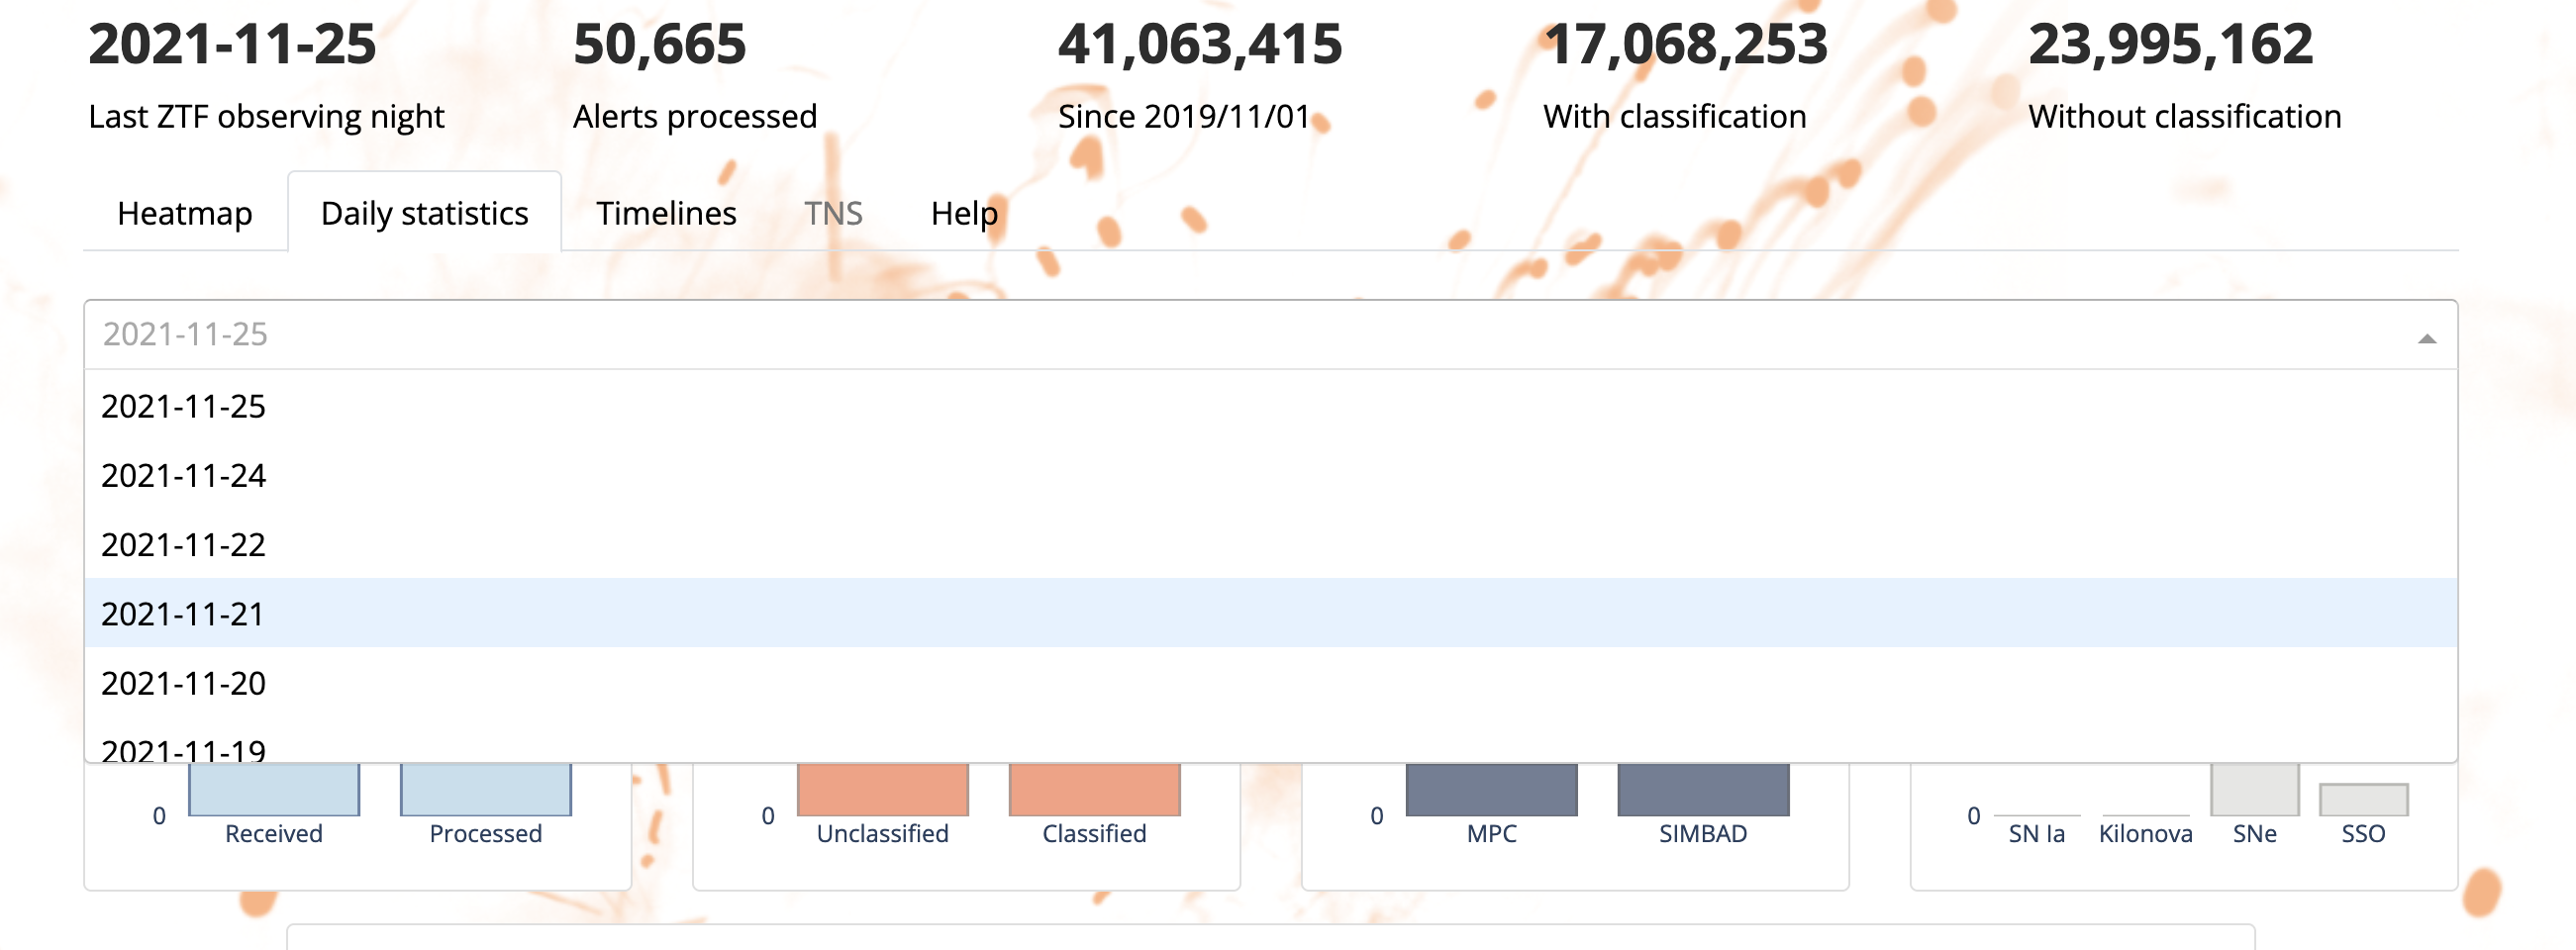 2021-11-25 50,665 41,063,415 17,068,253 23,995,162
Last ZTF observing night Alerts processed Since 2019/11/01 With classification Without classification
Heatmap Daily statistics Timelines TNS Help
2021-11-25
2021-11-25
2021-11-24
2021-11-22
2021-11-21
2021-11-20
2021-11-19
0 0 0 0
Received Processed Unclassified Classified MPC SIMBAD SN Ia Kilonova SNe SSO